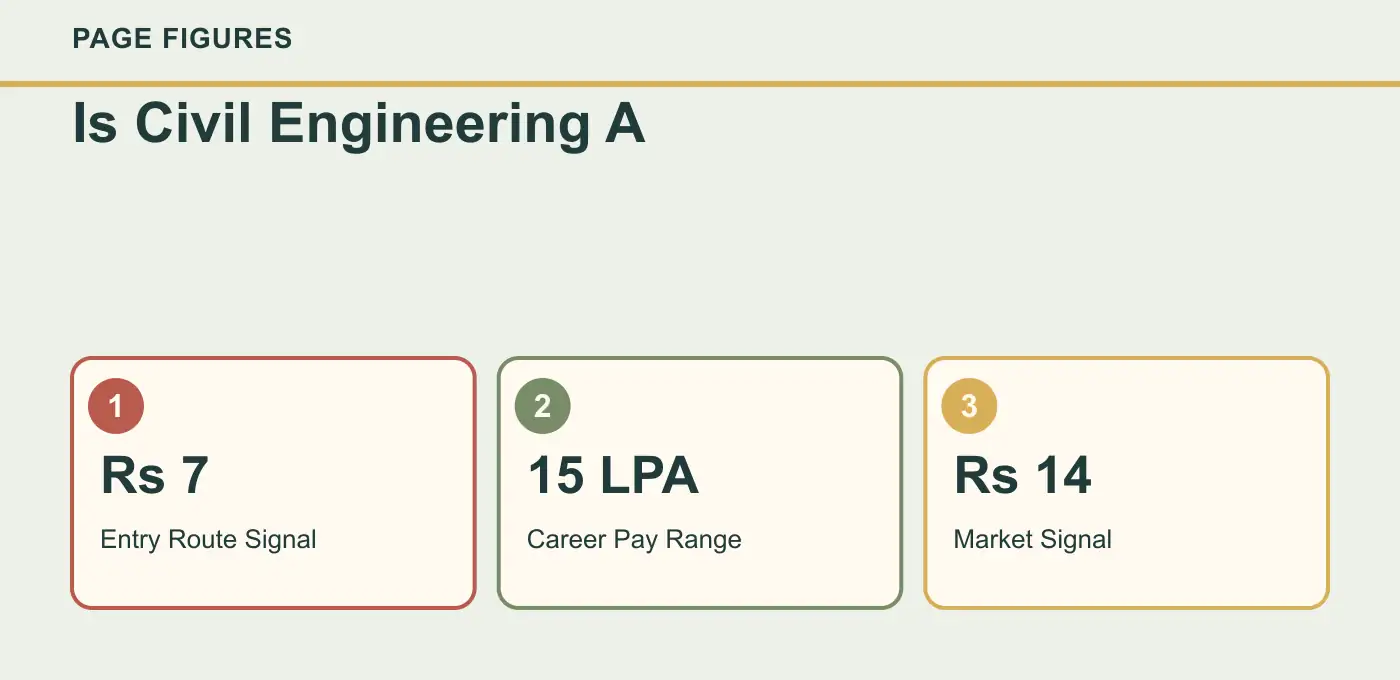 PAGE FIGURES
Is Civil Engineering A
1
Rs 7
Entry Route Signal
2
15 LPA
Career Pay Range
3
Rs 14
Market Signal